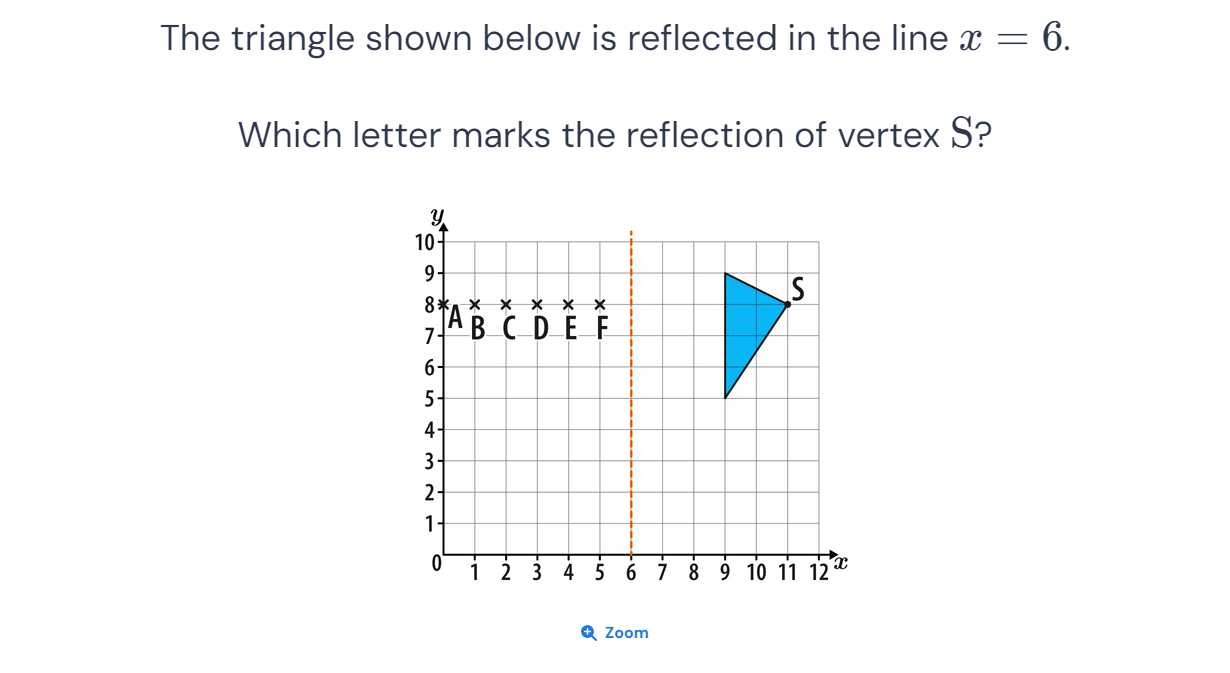 The triangle shown below is reflected in the line x = 6.
Which letter marks the reflection of vertex S?
y
10
9
S
8
A B C D E F
7
6
5
4
3
2
1
0 1 2 3 4 5 6 7 8 9 10 11 12 x
Zoom